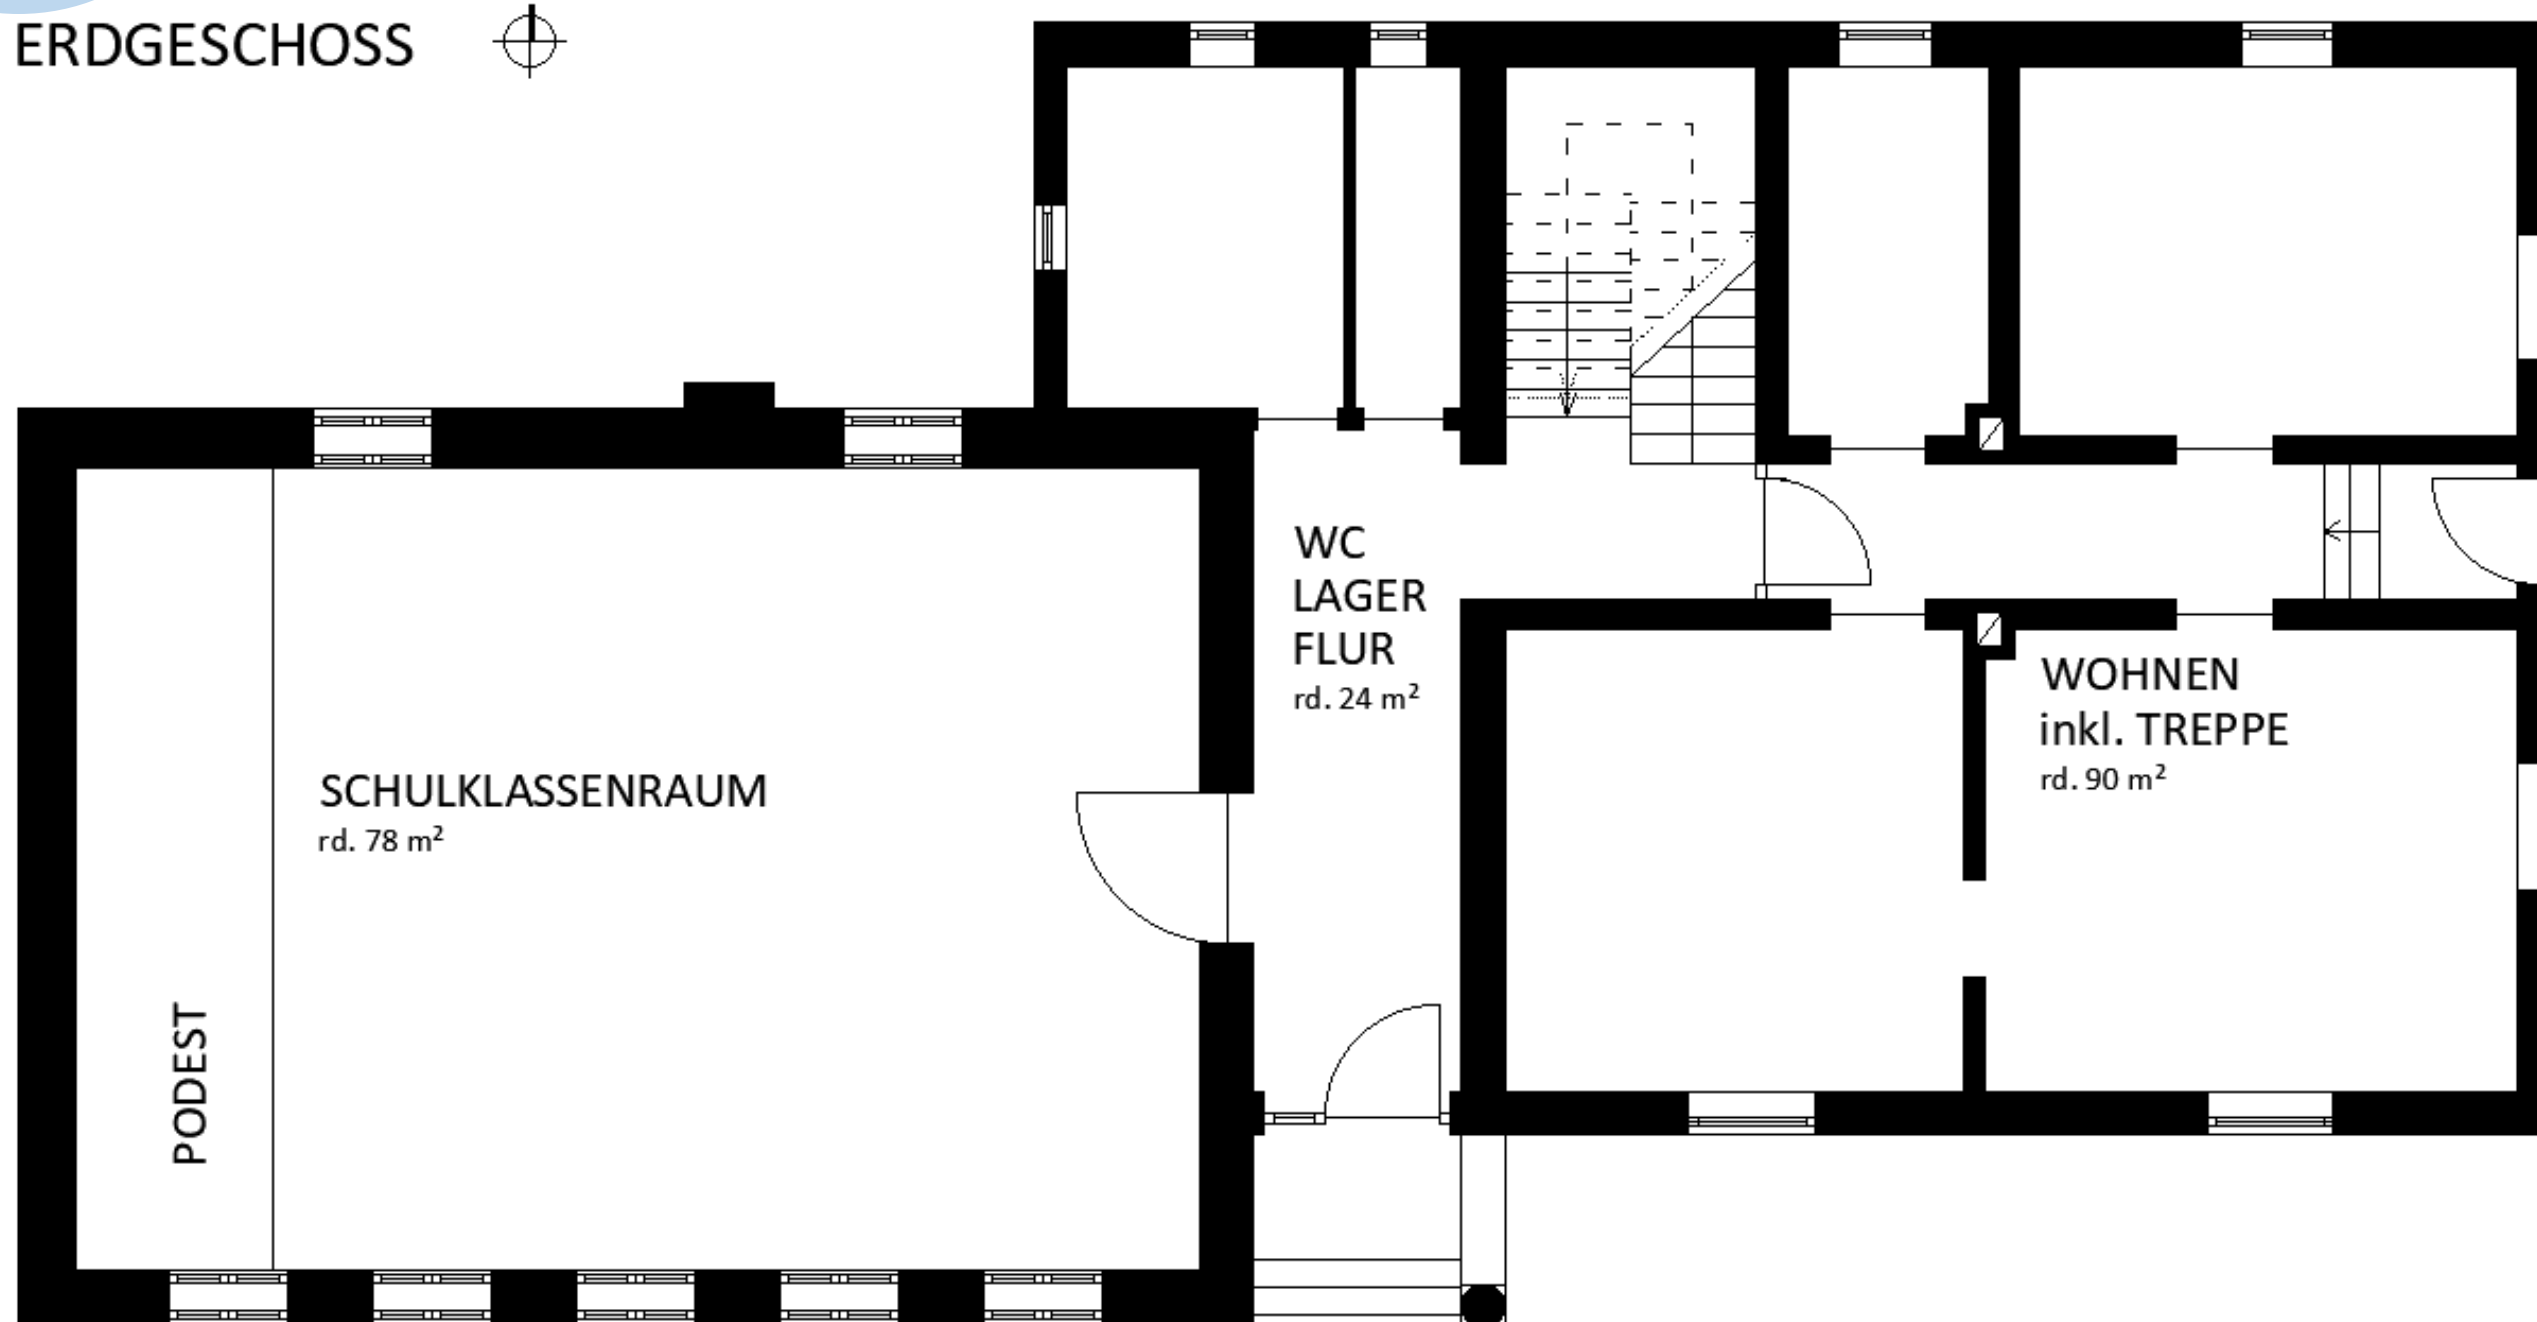 ERDGESCHOSS
WC
LAGER
FLUR
rd. 24 m²
WOHNEN
inkl. TREPPE
rd. 90 m²
SCHULKLASSENRAUM
rd. 78 m²
PODEST